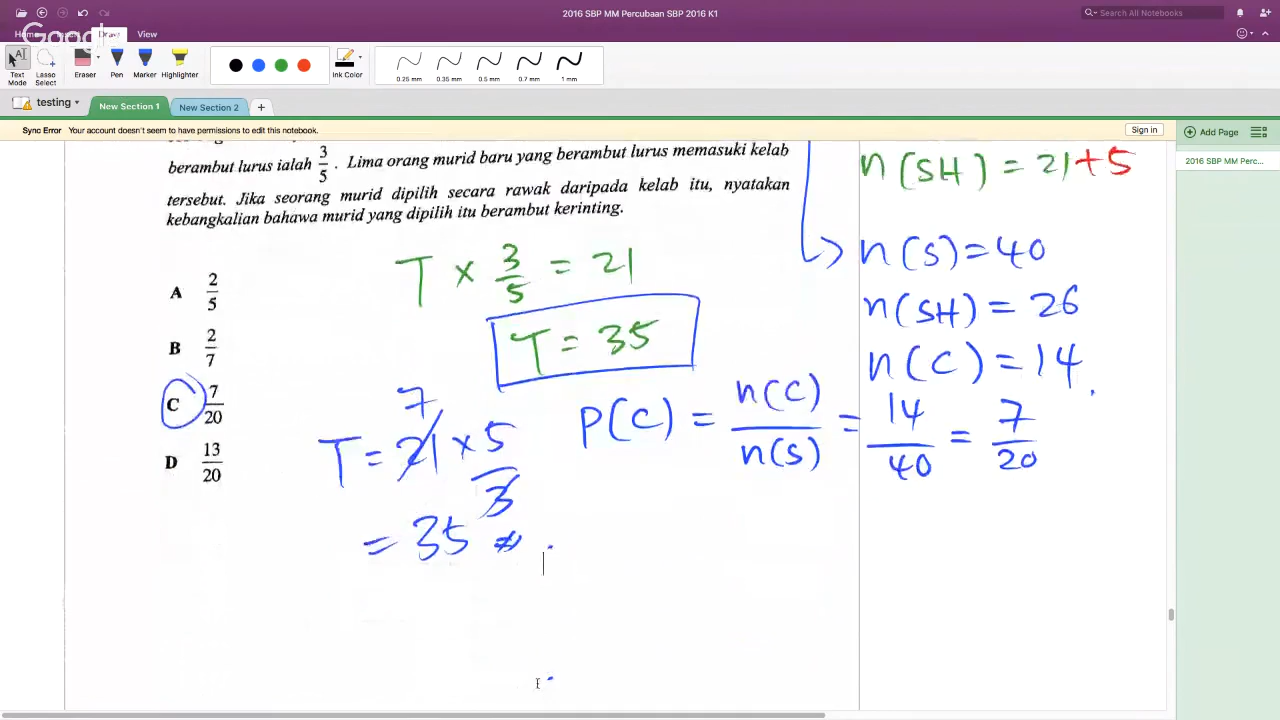 2016 SBP MM Percubaan SBP 2016 K1
Search All Notebooks
Goodly
Draw
View
Text Mode
Lasso Select
Eraser
Pen
Marker
Highlighter
Ink Color
0.25 mm
0.35 mm
0.5 mm
0.7 mm
1 mm
testing
New Section 1
New Section 2
+
Sync Error
Your account doesn't seem to have permissions to edit this notebook.
Sign in
Add Page
2016 SBP MM Perc...
berambut lurus ialah 3/5 . Lima orang murid baru yang berambut lurus memasuki kelab
tersebut. Jika seorang murid dipilih secara rawak daripada kelab itu, nyatakan
kebangkalian bahawa murid yang dipilih itu berambut kerinting.
A 2/5
B 2/7
C 7/20
D 13/20
T × 3/5 = 21
T = 35
7
T = 21 × 5/3
= 35
n(SH) = 21+5
n(S) = 40
n(SH) = 26
n(C) = 14
P(C) = n(C)/n(S) = 14/40 = 7/20